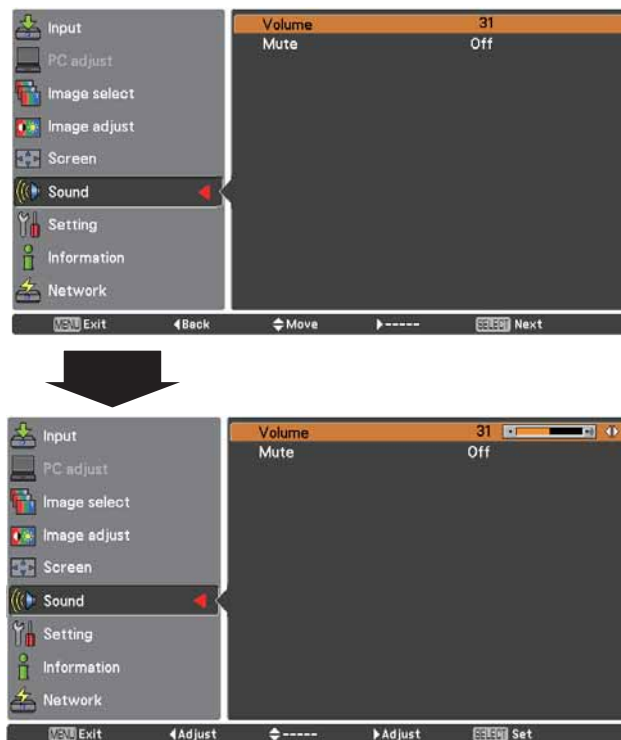 Input
PC adjust
Image select
Image adjust
Screen
Sound
Setting
Information
Network
Volume 31
Mute Off
MENU Exit ◀Back ◆Move ▶----- SELECT Next
Input
PC adjust
Image select
Image adjust
Screen
Sound
Setting
Information
Network
Volume 31
Mute Off
MENU Exit ◀Adjust ◆----- ▶Adjust SELECT Set